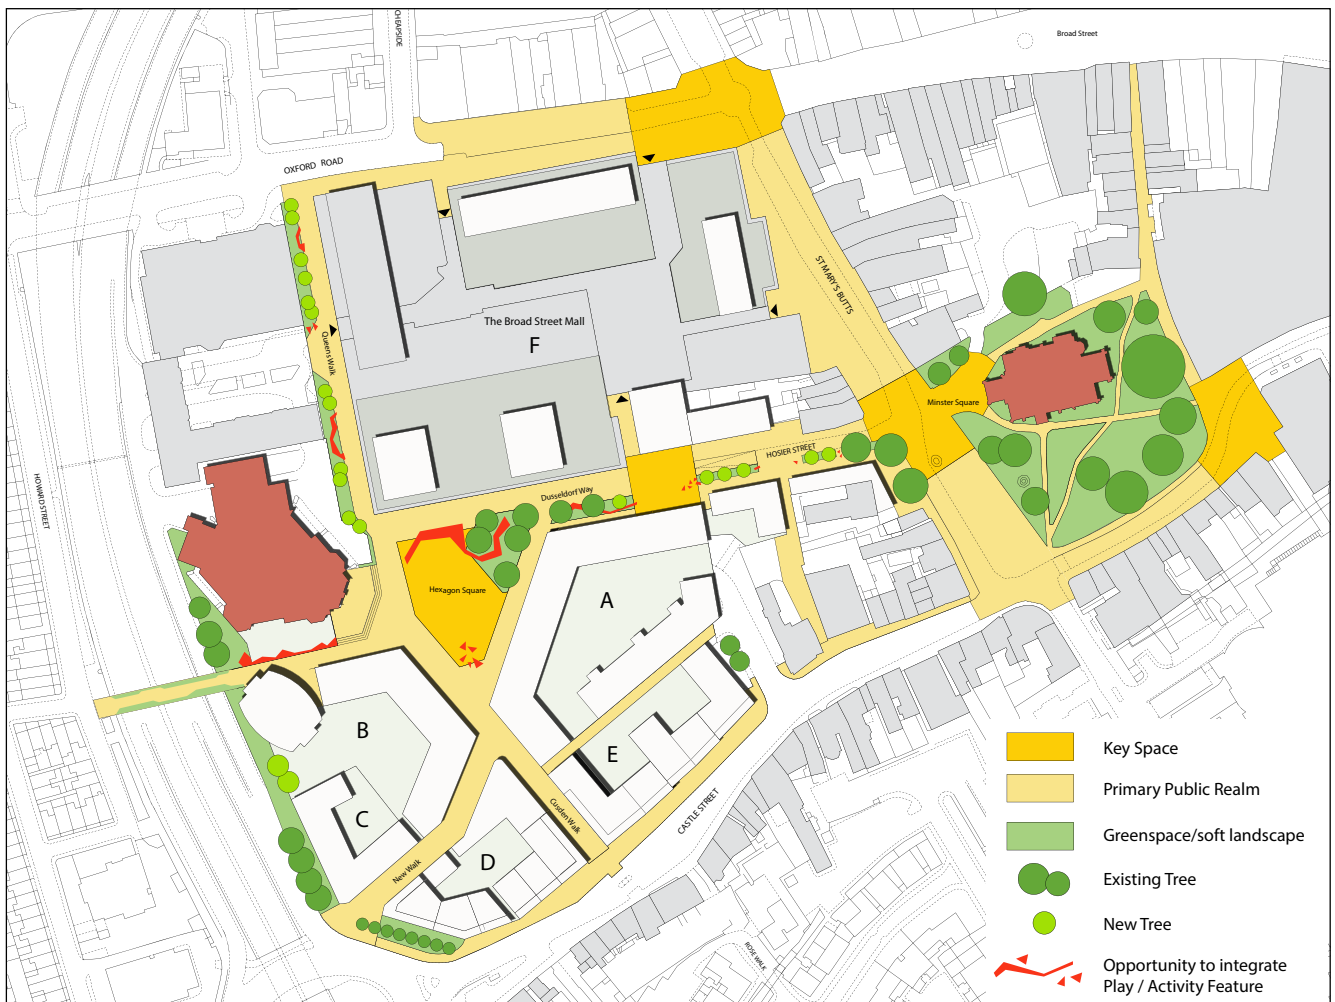 CHEAPSIDE
Broad Street
OXFORD ROAD
ST MARY'S BUTTS
The Broad Street Mall
F
Queens Walk
Minster Square
HOSIER STREET
HOWARD STREET
Dusseldorf Way
Hexagon Square
A
B
E
C
Cusden Walk
CASTLE STREET
D
New Walk
ROSE WALK
Key Space
Primary Public Realm
Greenspace/soft landscape
Existing Tree
New Tree
Opportunity to integrate
Play / Activity Feature